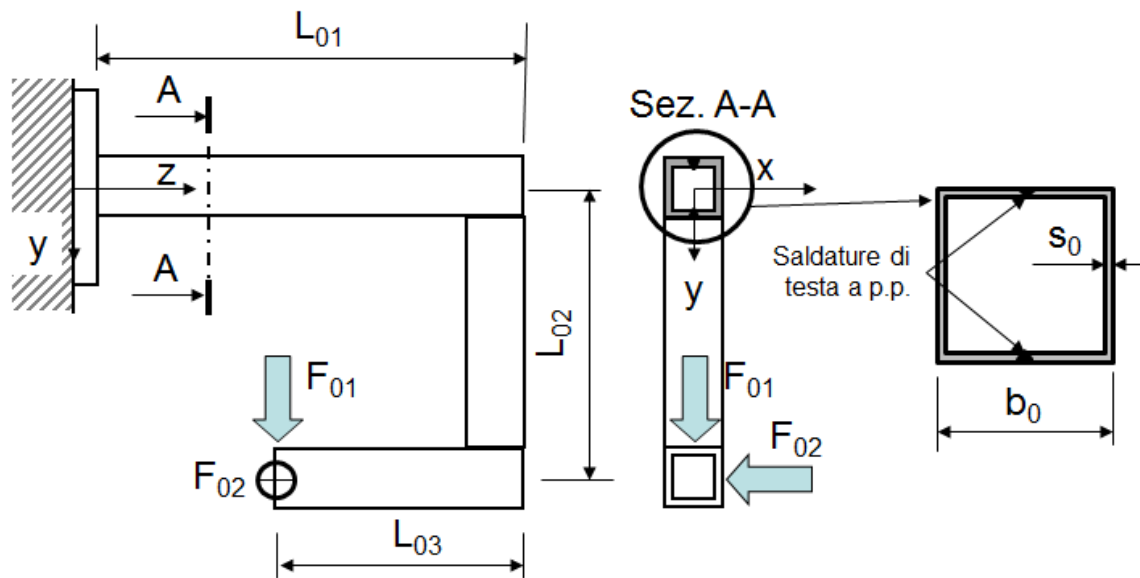 L01
A
Sez. A-A
z
x
y
A
y
Saldature di
testa a p.p.
s0
L02
F01
F01
b0
F02
F02
L03